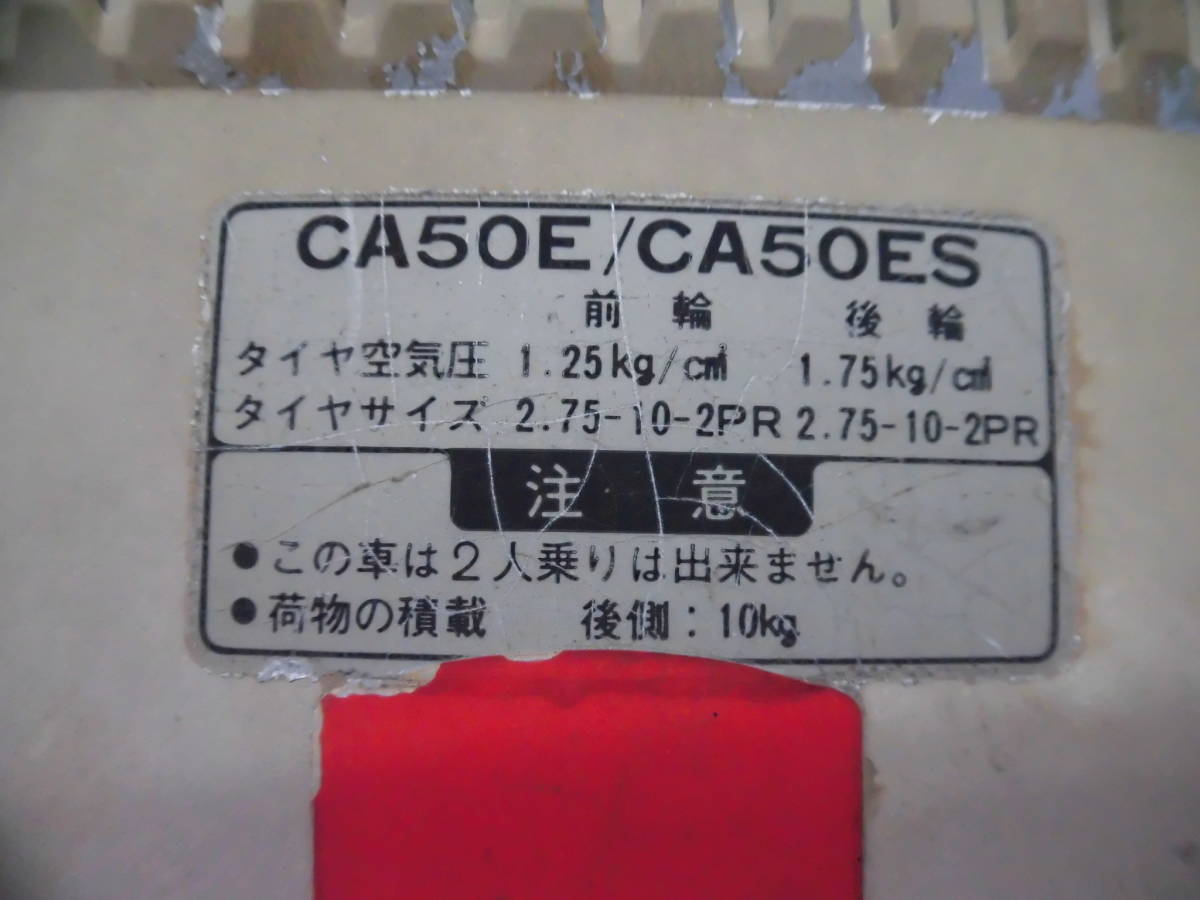 CA50E/CA50ES
前輪 後輪
タイヤ空気圧 1.25kg/c㎡ 1.75kg/c㎡
タイヤサイズ 2.75-10-2PR 2.75-10-2PR
注意
●この車は2人乗りは出来ません。
●荷物の積載 後側:10kg